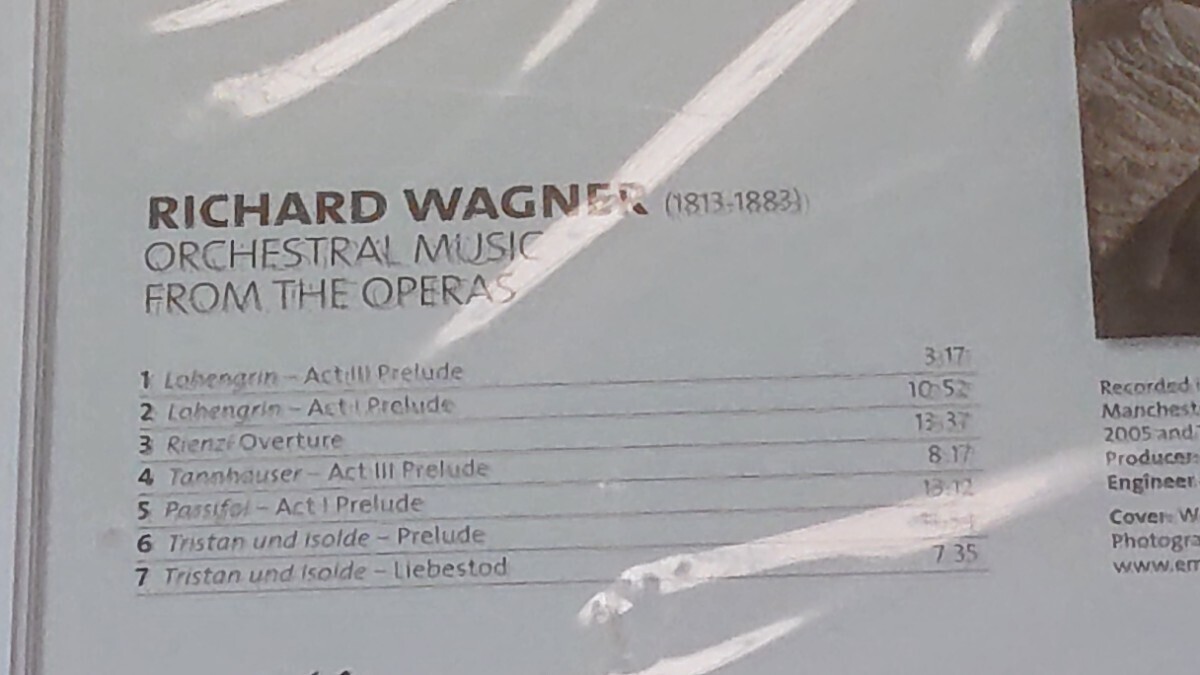 RICHARD WAGNER (1813-1883)
ORCHESTRAL MUSIC
FROM THE OPERAS
1 Lohengrin – Act III Prelude 3:17
2 Lohengrin – Act I Prelude 10:52
3 Rienzi Overture 13:37
4 Tannhauser – Act III Prelude 8:17
5 Passifal – Act I Prelude 13:12
6 Tristan und Isolde – Prelude
7 Tristan und Isolde – Liebestod 7 35
Recorded
Manchest
2005 and
Producer:
Engineer
Cover: W
Photogra
www.em